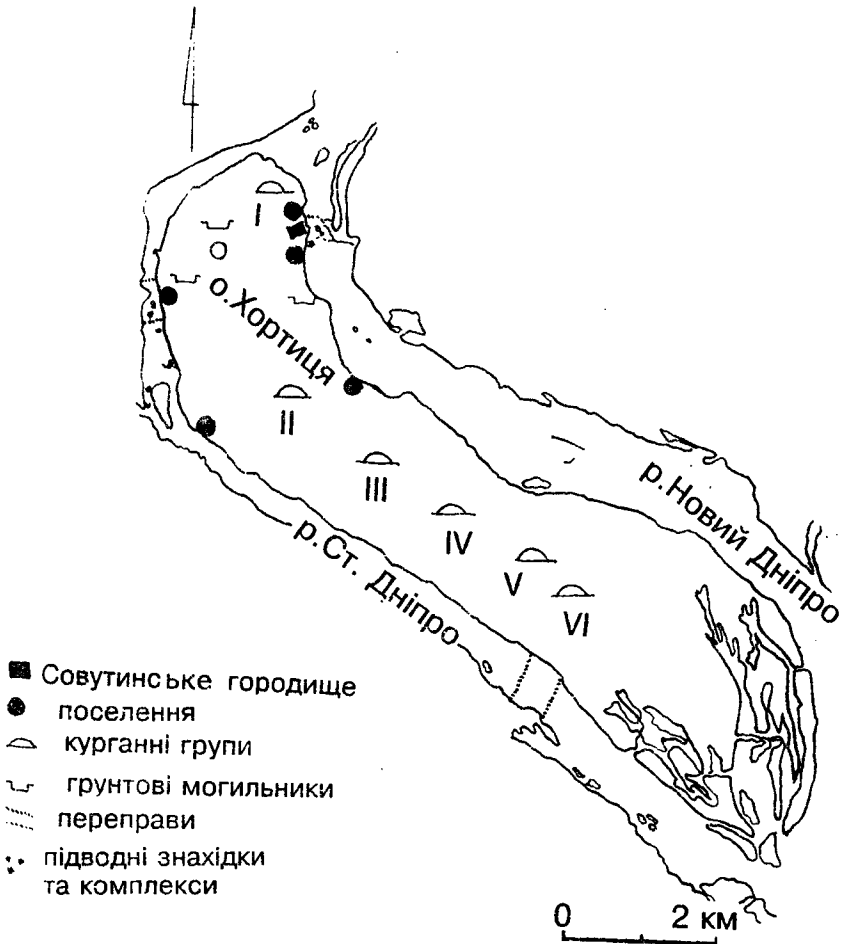 I
о.Хортиця
II
III
IV
V
VI
р.Новий Дніпро
р.Ст. Дніпро
Совутинське городище
поселення
курганні групи
грунтові могильники
переправи
підводні знахідки
та комплекси
0 2 км